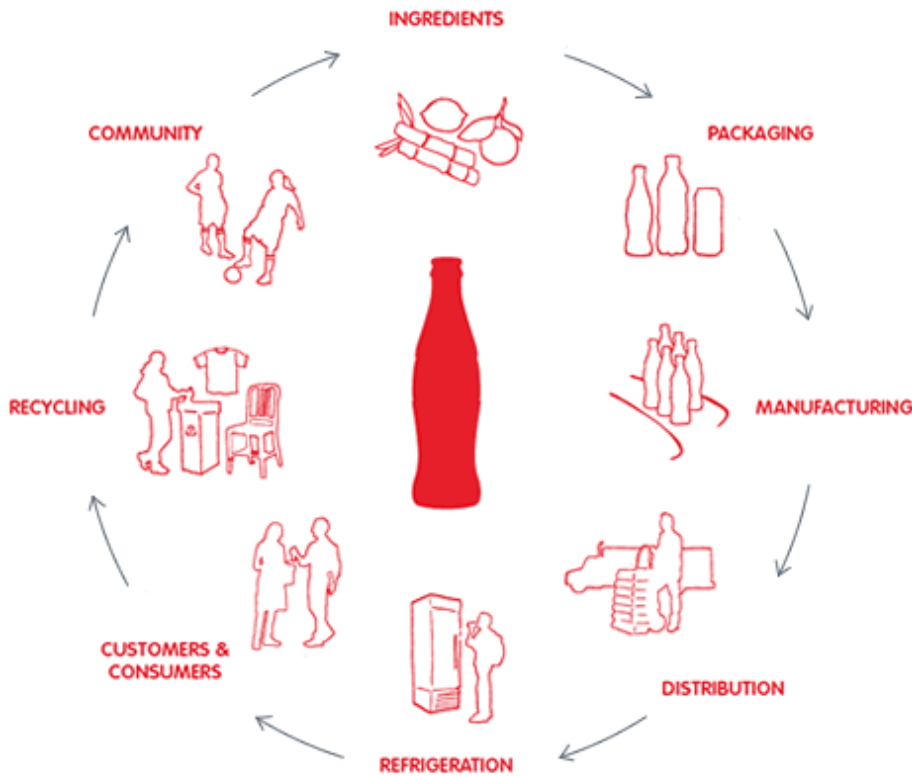 INGREDIENTS
PACKAGING
MANUFACTURING
DISTRIBUTION
REFRIGERATION
CUSTOMERS &
CONSUMERS
RECYCLING
COMMUNITY